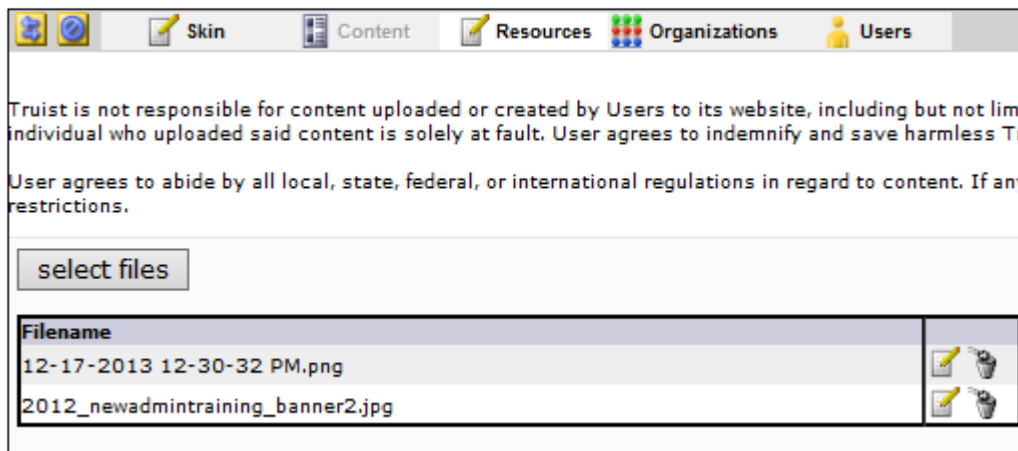 Skin Content Resources Organizations Users
Truist is not responsible for content uploaded or created by Users to its website, including but not lim
individual who uploaded said content is solely at fault. User agrees to indemnify and save harmless T
User agrees to abide by all local, state, federal, or international regulations in regard to content. If any
restrictions.
select files
Filename
12-17-2013 12-30-32 PM.png
2012_newadmintraining_banner2.jpg